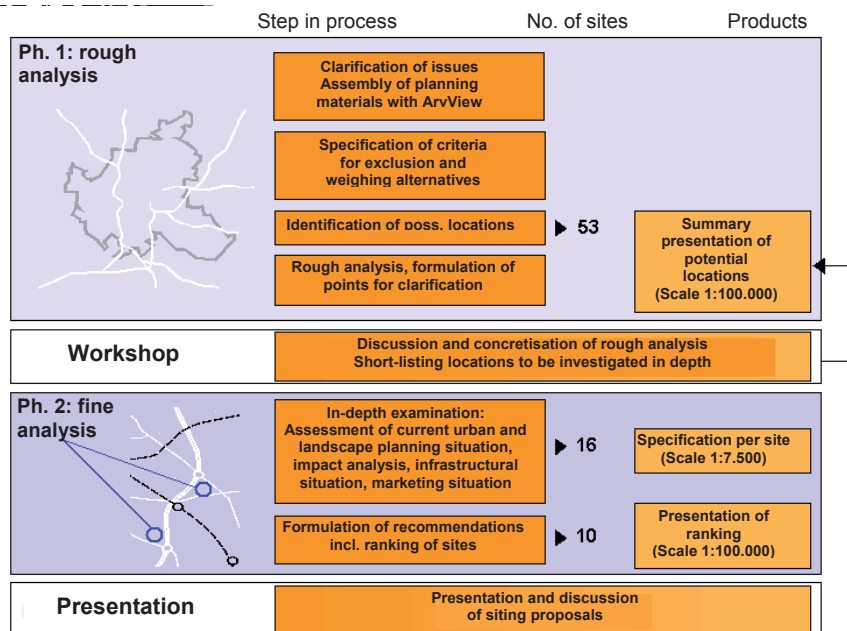 Step in process
No. of sites
Products
Ph. 1: rough
analysis
Clarification of issues
Assembly of planning
materials with ArvView
Specification of criteria
for exclusion and
weighing alternatives
Identification of poss. locations
53
Rough analysis, formulation of
points for clarification
Summary
presentation of
potential
locations
(Scale 1:100.000)
Workshop
Discussion and concretisation of rough analysis
Short-listing locations to be investigated in depth
Ph. 2: fine
analysis
In-depth examination:
Assessment of current urban and
landscape planning situation,
impact analysis, infrastructural
situation, marketing situation
16
Specification per site
(Scale 1:7.500)
Formulation of recommendations
incl. ranking of sites
10
Presentation of
ranking
(Scale 1:100.000)
Presentation
Presentation and discussion
of siting proposals